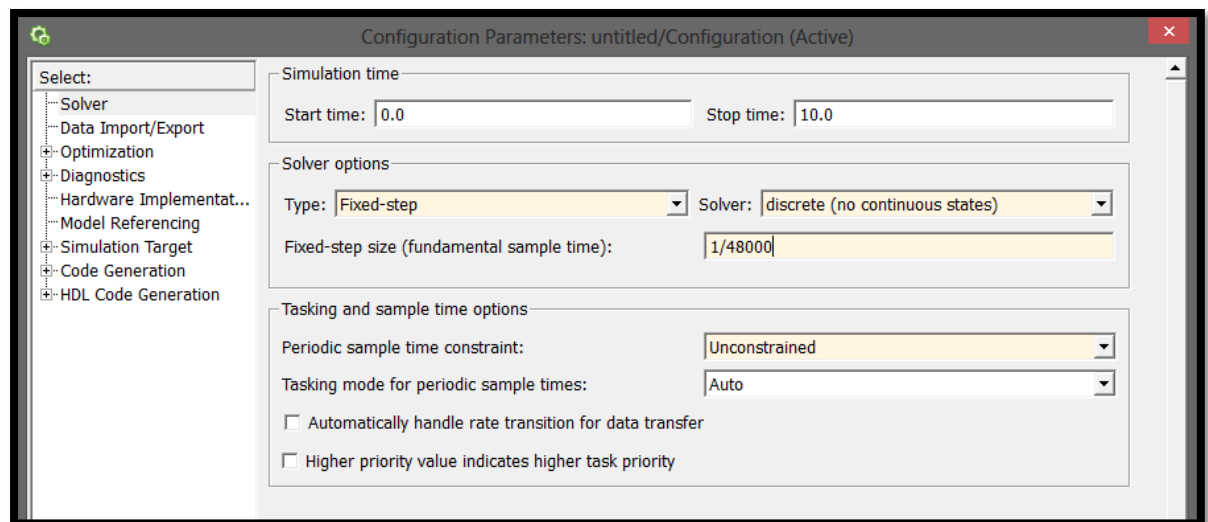 Configuration Parameters: untitled/Configuration (Active)
Select:
Solver
Data Import/Export
Optimization
Diagnostics
Hardware Implementat...
Model Referencing
Simulation Target
Code Generation
HDL Code Generation
Simulation time
Start time: 0.0 Stop time: 10.0
Solver options
Type: Fixed-step Solver: discrete (no continuous states)
Fixed-step size (fundamental sample time): 1/48000
Tasking and sample time options
Periodic sample time constraint: Unconstrained
Tasking mode for periodic sample times: Auto
Automatically handle rate transition for data transfer
Higher priority value indicates higher task priority